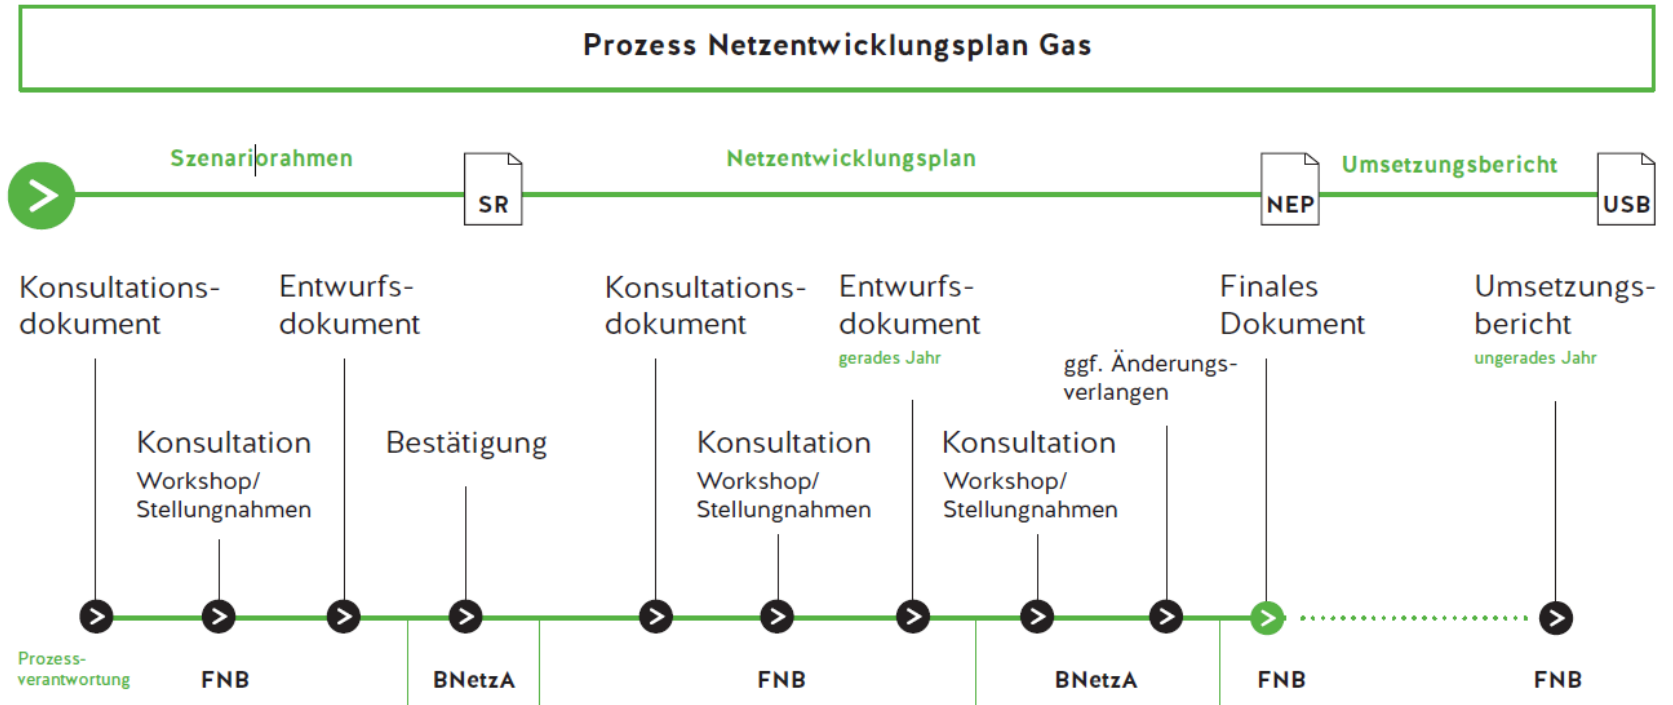 Prozess Netzentwicklungsplan Gas
Szenariorahmen
Netzentwicklungsplan
Umsetzungsbericht
SR
NEP
USB
Konsultations-
dokument
Entwurfs-
dokument
Konsultations-
dokument
Entwurfs-
dokument
gerades Jahr
Finales
Dokument
Umsetzungs-
bericht
ungerades Jahr
ggf. Änderungs-
verlangen
Konsultation
Workshop/
Stellungnahmen
Bestätigung
Konsultation
Workshop/
Stellungnahmen
Konsultation
Workshop/
Stellungnahmen
Prozess-
verantwortung
FNB
BNetzA
FNB
BNetzA
FNB
FNB